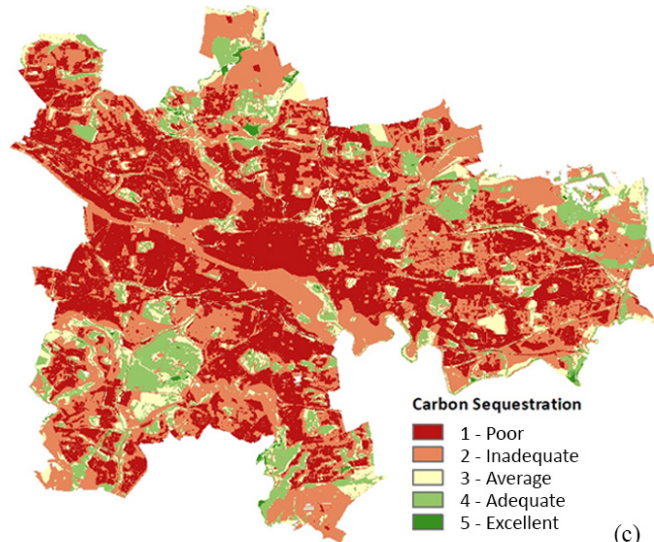 Carbon Sequestration
1 - Poor
2 - Inadequate
3 - Average
4 - Adequate
5 - Excellent
(c)